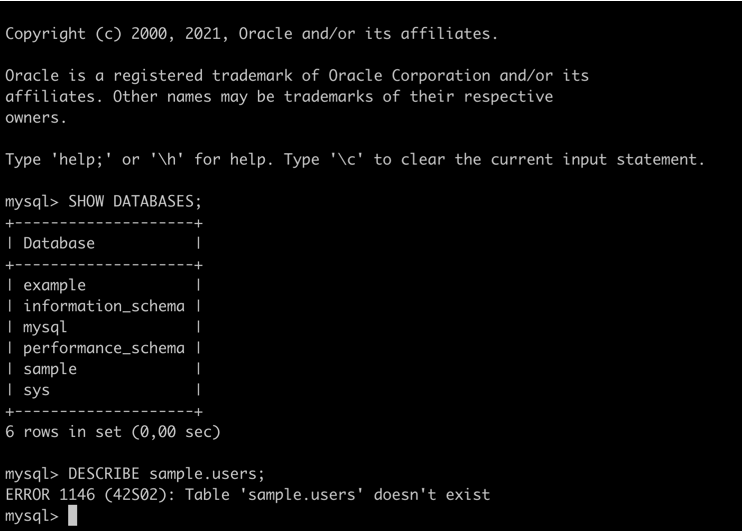 Copyright (c) 2000, 2021, Oracle and/or its affiliates.
Oracle is a registered trademark of Oracle Corporation and/or its
affiliates. Other names may be trademarks of their respective
owners.
Type 'help;' or '\h' for help. Type '\c' to clear the current input statement.
mysql> SHOW DATABASES;
+--------------------+
| Database           |
+--------------------+
| example            |
| information_schema |
| mysql              |
| performance_schema |
| sample             |
| sys                |
+--------------------+
6 rows in set (0,00 sec)
mysql> DESCRIBE sample.users;
ERROR 1146 (42S02): Table 'sample.users' doesn't exist
mysql>